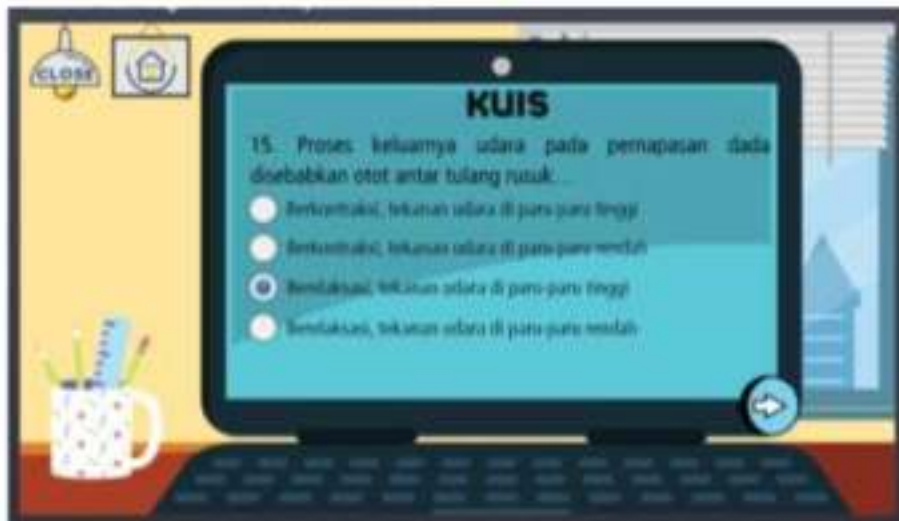 CLOSE
KUIS
15. Proses keluarnya udara pada pernapasan dada
disebabkan otot antar tulang rusuk...
Berkontraksi, tekanan udara di paru-paru tinggi
Berkontraksi, tekanan udara di paru-paru rendah
Berelaksasi, tekanan udara di paru-paru tinggi
Berelaksasi, tekanan udara di paru-paru rendah